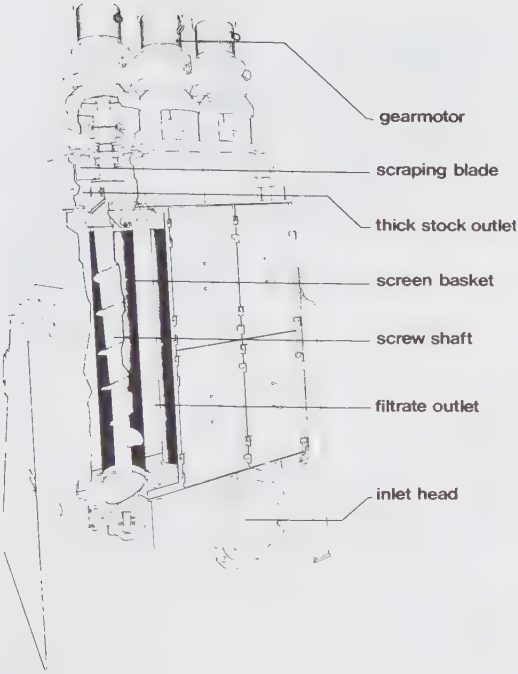 gearmotor
scraping blade
thick stock outlet
screen basket
screw shaft
filtrate outlet
inlet head